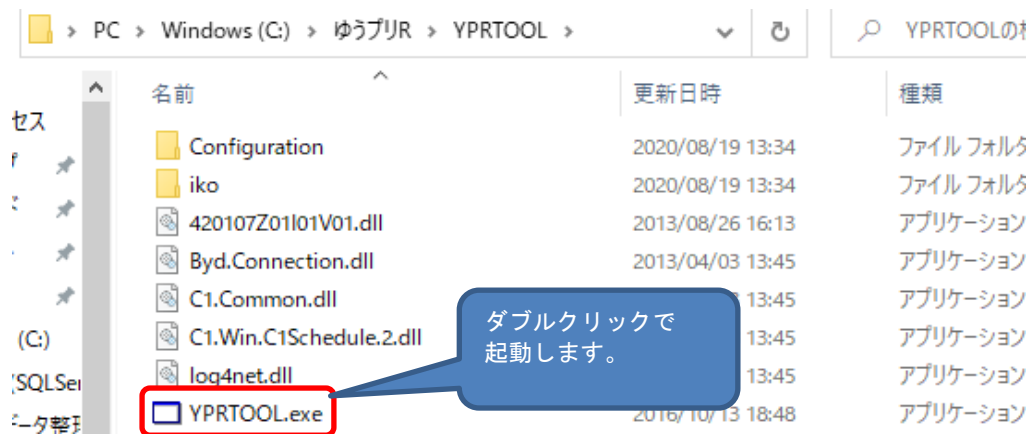 PC > Windows (C:) > ゆうプリR > YPRTOOL >
YPRTOOLの
名前 更新日時 種類
セス
Configuration 2020/08/19 13:34 ファイル フォルダ
iko 2020/08/19 13:34 ファイル フォルダ
420107Z01I01V01.dll 2013/08/26 16:13 アプリケーション
Byd.Connection.dll 2013/04/03 13:45 アプリケーション
C1.Common.dll 13:45 アプリケーション
ダブルクリックで
起動します。
(C:) C1.Win.C1Schedule.2.dll 13:45 アプリケーション
(SQLSer log4net.dll 13:45 アプリケーション
YPRTOOL.exe 2016/10/13 18:48 アプリケーション
ータ整理